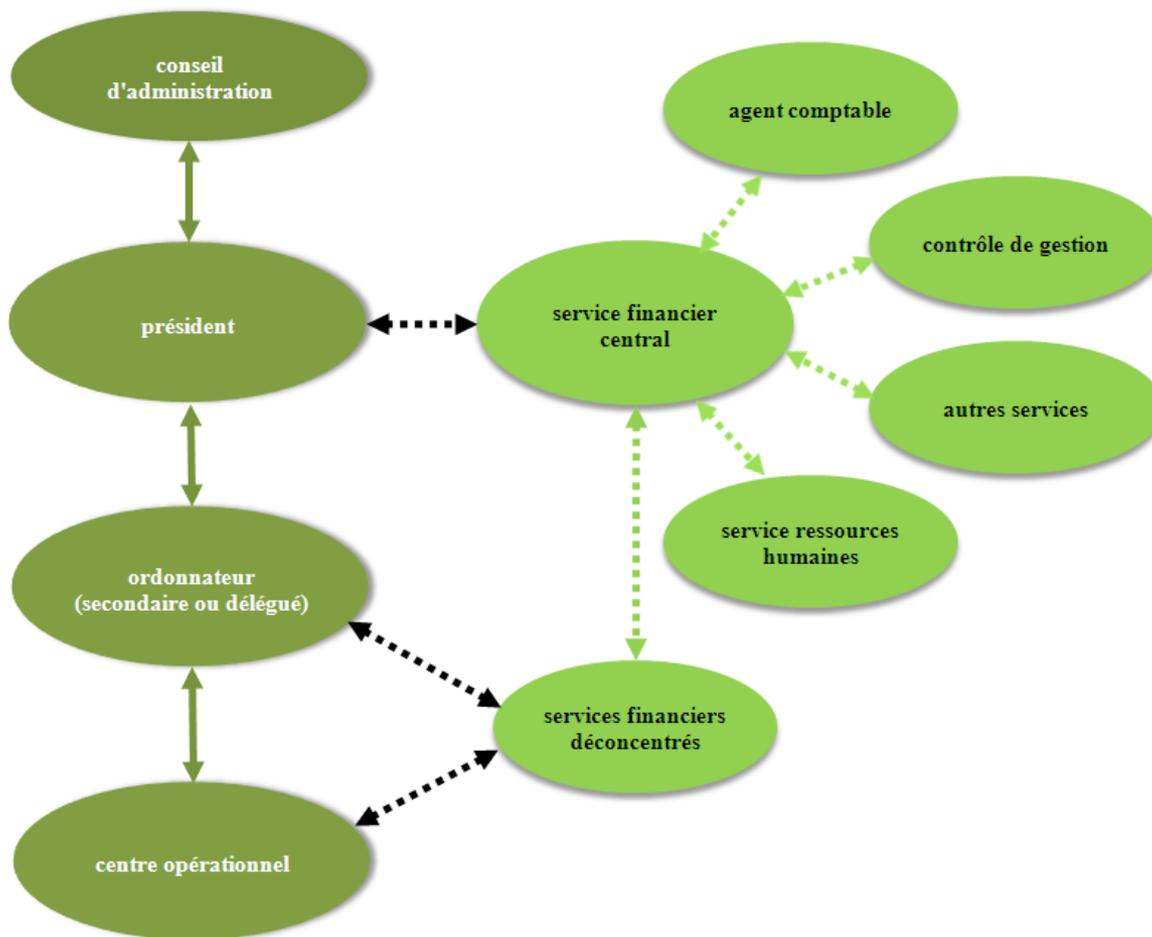 conseil
d'administration
agent comptable
contrôle de gestion
président
service financier
central
autres services
service ressources
humaines
ordonnateur
(secondaire ou délégué)
services financiers
déconcentrés
centre opérationnel